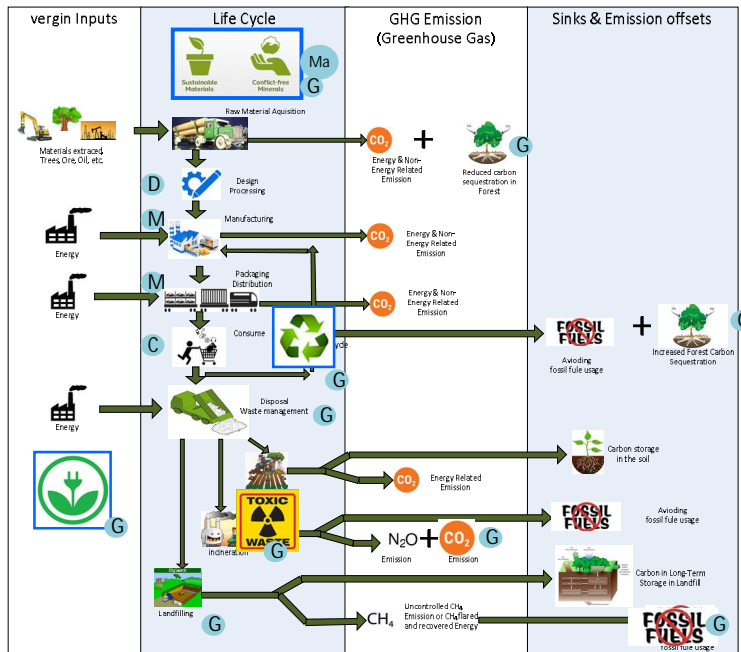 vergin Inputs
Life Cycle
GHG Emission
(Greenhouse Gas)
Sinks & Emission offsets
Sustainable
Materials
Conflict-free
Minerals
Ma
G
Raw Material Aquisition
Materials extraced,
Trees, Ore, Oil, etc.
CO2
+
G
Energy & Non-
Energy Related
Emission
Reduced carbon
sequestration in
Forest
D
Design
Processing
M
Manufacturing
Energy
CO2
Energy & Non-
Energy Related
Emission
M
Packaging
Distribution
Energy
CO2
Energy & Non-
Energy Related
Emission
C
Consume
ycle
FOSSIL
FUELS
+
Avioding
fossil fule usage
Increased Forest Carbon
Sequestration
G
Disposal
Waste management
G
Energy
Carbon storage
in the soil
CO2
Energy Related
Emission
G
TOXIC
WASTE
incineration
G
N2O
+
CO2
G
Emission
Emission
FOSSIL
FUELS
Avioding
fossil fule usage
Landfilling
G
Carbon in Long-Term
Storage in Landfill
CH4
Uncontrolled CH4
Emission or CH4 flared
and recovered Energy
FOSSIL
FUELS
G
fossil fule usage